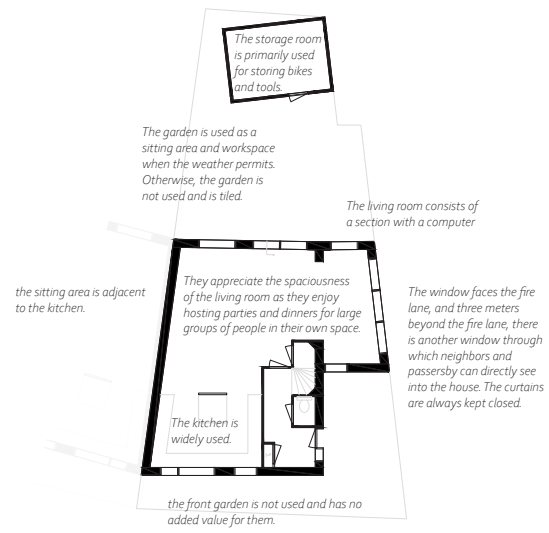 The storage room
is primarily used
for storing bikes
and tools.
The garden is used as a
sitting area and workspace
when the weather permits.
Otherwise, the garden is
not used and is tiled.
The living room consists of
a section with a computer
They appreciate the spaciousness
of the living room as they enjoy
hosting parties and dinners for large
groups of people in their own space.
the sitting area is adjacent
to the kitchen.
The window faces the fire
lane, and three meters
beyond the fire lane, there
is another window through
which neighbors and
passersby can directly see
into the house. The curtains
are always kept closed.
The kitchen is
widely used.
the front garden is not used and has no
added value for them.